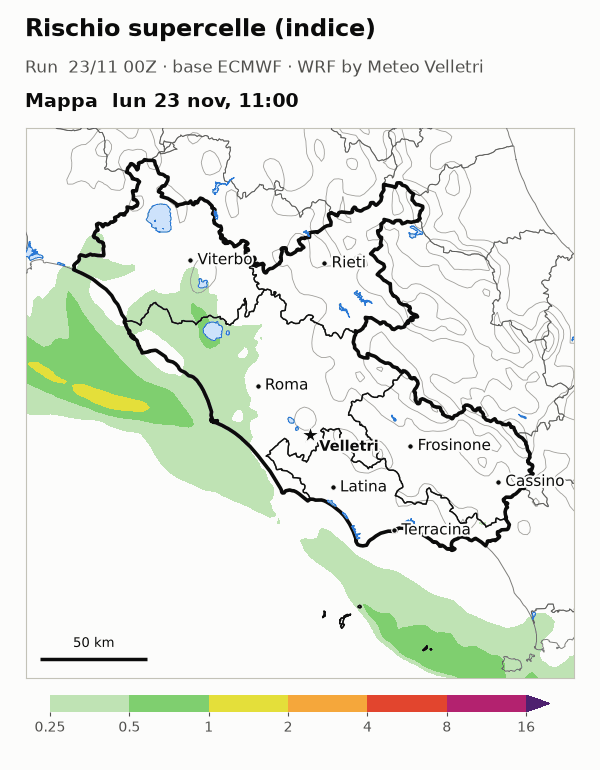 Rischio supercelle (indice)
Run  23/11 00Z · base ECMWF · WRF by Meteo Velletri
Mappa  lun 23 nov, 11:00
Viterbo
Rieti
Roma
Velletri
Frosinone
Cassino
Latina
Terracina
50 km
0.25 0.5 1 2 4 8 16